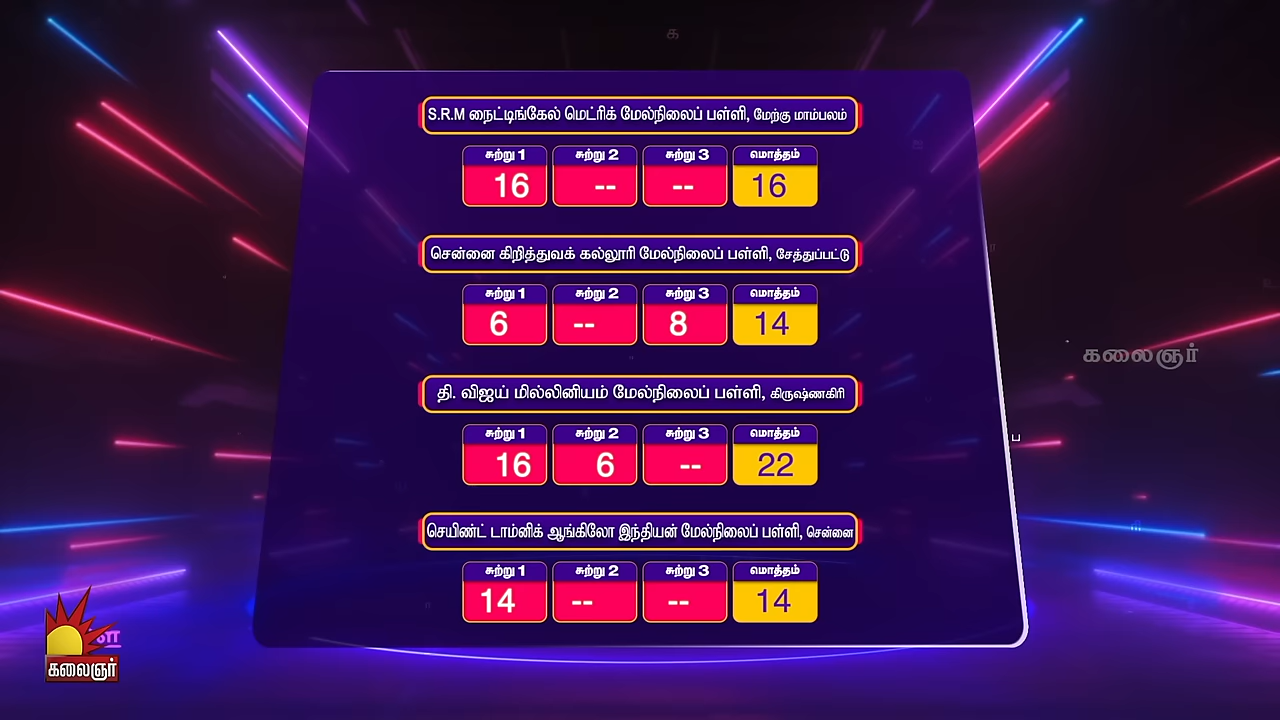 S.R.M நைட்டிங்கேல் மெட்ரிக் மேல்நிலைப் பள்ளி, மேற்கு மாம்பலம்
சுற்று 1 சுற்று 2 சுற்று 3 மொத்தம்
16 -- -- 16
சென்னை கிறித்துவக் கல்லூரி மேல்நிலைப் பள்ளி, சேத்துப்பட்டு
சுற்று 1 சுற்று 2 சுற்று 3 மொத்தம்
6 -- 8 14
கலைஞர்
தி. விஜய் மில்லினியம் மேல்நிலைப் பள்ளி, கிருஷ்ணகிரி
சுற்று 1 சுற்று 2 சுற்று 3 மொத்தம்
16 6 -- 22
செயிண்ட் டாம்னிக் ஆங்கிலோ இந்தியன் மேல்நிலைப் பள்ளி, சென்னை
சுற்று 1 சுற்று 2 சுற்று 3 மொத்தம்
14 -- -- 14
கலைஞர்